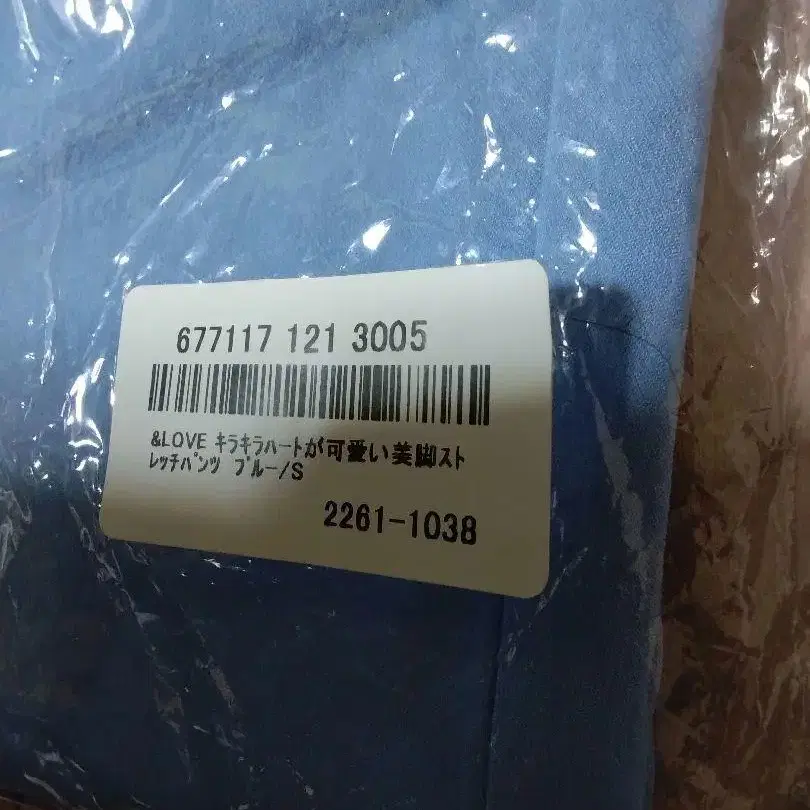 677117 121 3005
&LOVE ｷﾗｷﾗﾊｰﾄが可愛い美脚ｽﾄ
ﾚｯﾁﾊﾟﾝﾂ ﾌﾞﾙｰ/S
2261-1038